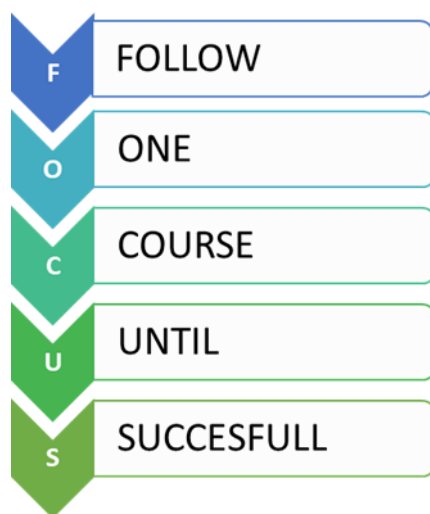 F FOLLOW
O ONE
C COURSE
U UNTIL
S SUCCESFULL